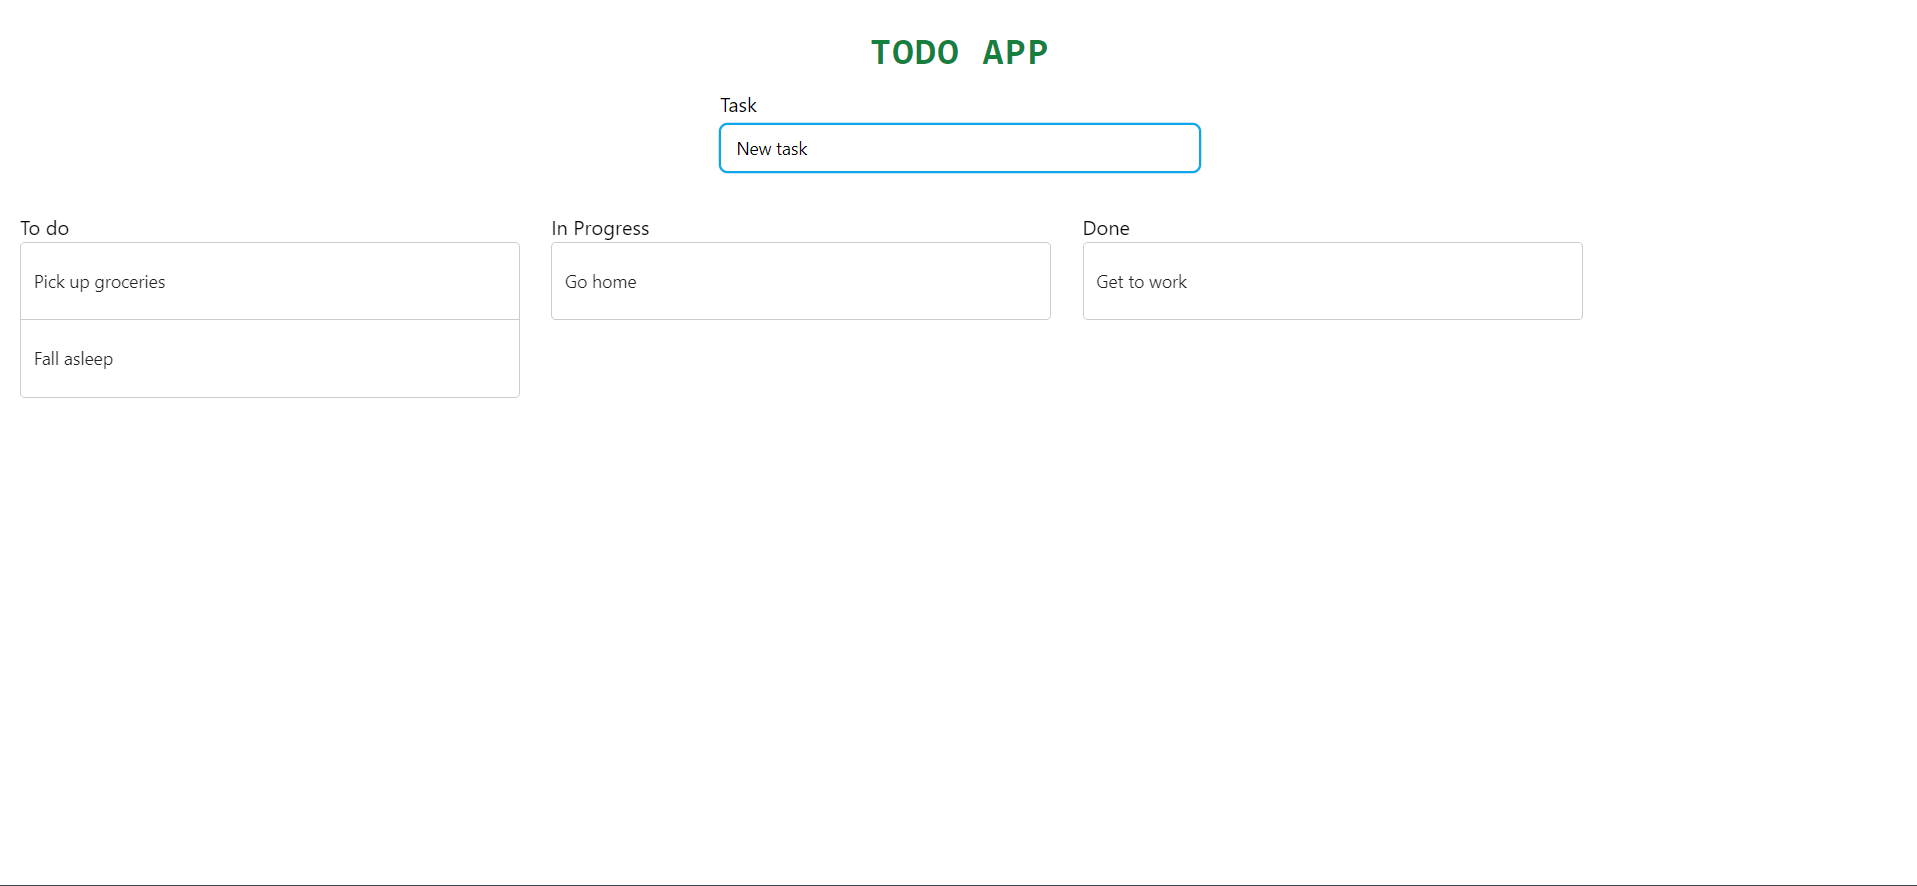 TODO APP
Task
New task
To do
Pick up groceries
Fall asleep
In Progress
Go home
Done
Get to work